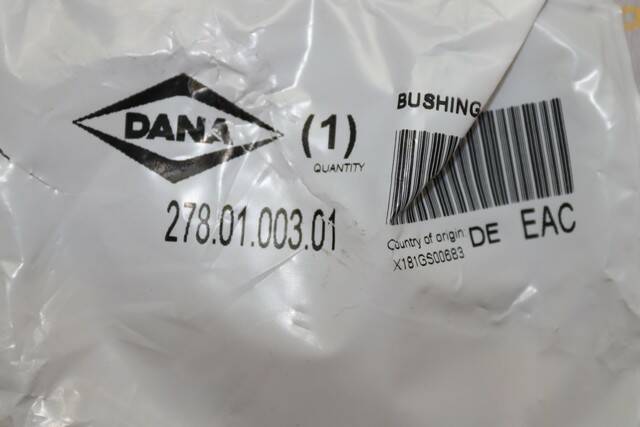 DANA
(1)
QUANTITY
278.01.003.01
BUSHING
Country of origin DE EAC
X181GS00683